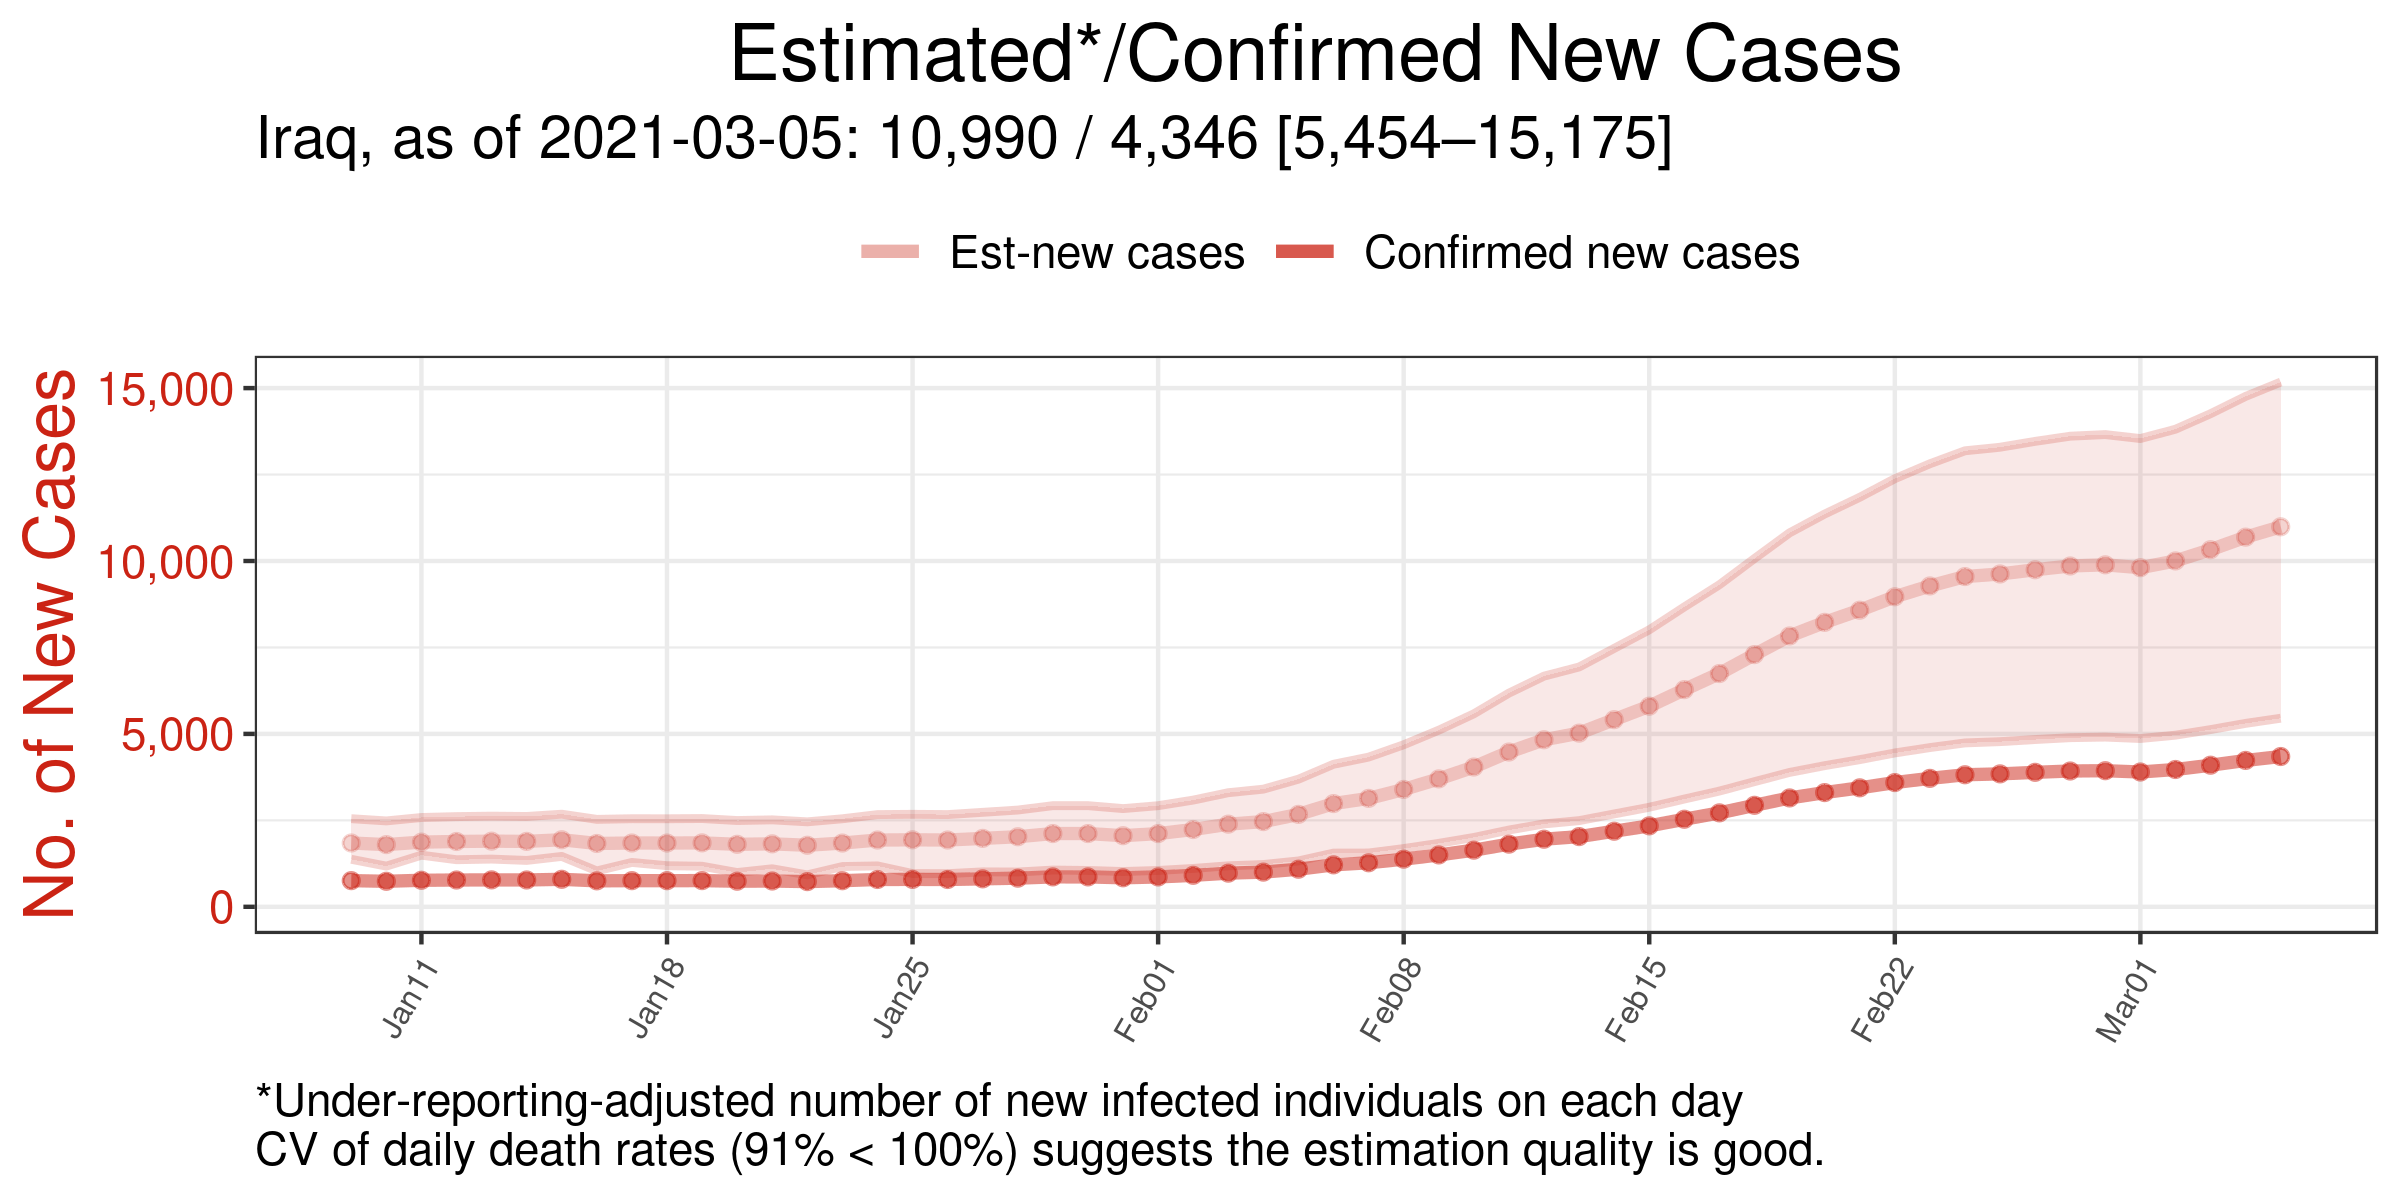 Estimated*/Confirmed New Cases
Iraq, as of 2021-03-05: 10,990 / 4,346 [5,454–15,175]
Est-new cases
Confirmed new cases
No. of New Cases
15,000
10,000
5,000
0
Jan11
Jan18
Jan25
Feb01
Feb08
Feb15
Feb22
Mar01
*Under-reporting-adjusted number of new infected individuals on each day
CV of daily death rates (91% < 100%) suggests the estimation quality is good.